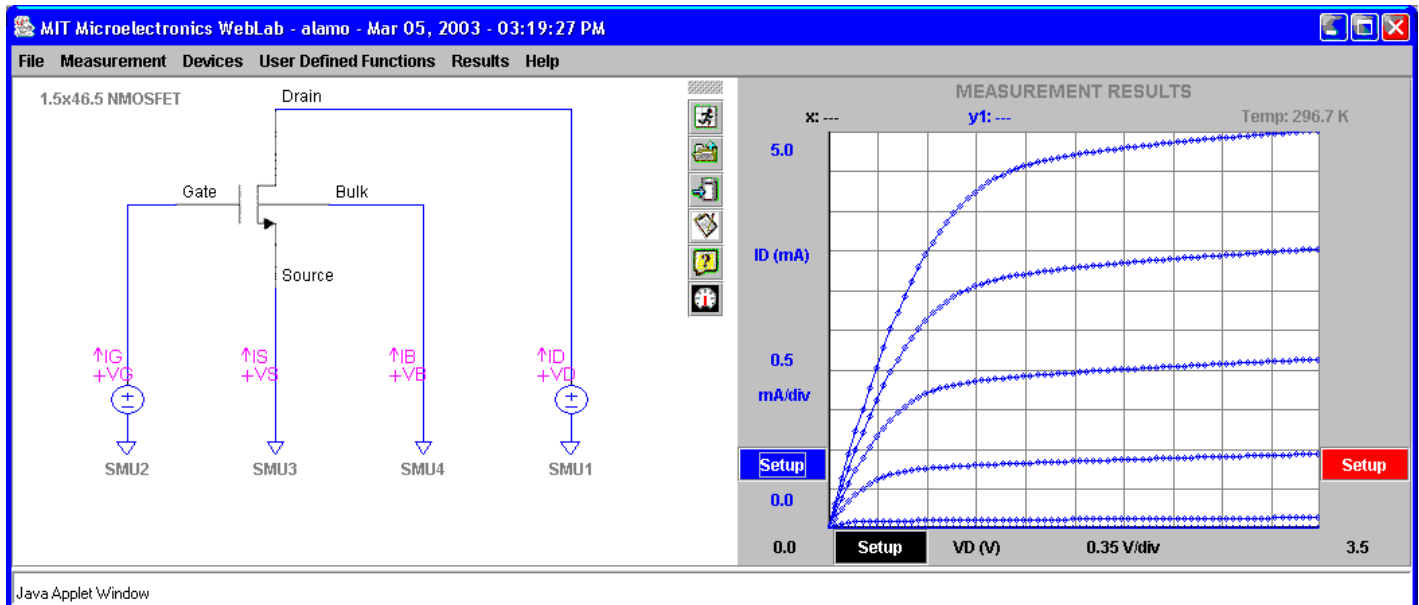 MIT Microelectronics WebLab - alamo - Mar 05, 2003 - 03:19:27 PM
File Measurement Devices User Defined Functions Results Help
1.5x46.5 NMOSFET
Drain
Gate
Bulk
Source
↑IG ↑IS ↑IB ↑ID
+VG +VS +VB +VD
SMU2 SMU3 SMU4 SMU1
MEASUREMENT RESULTS
x: --- y1: --- Temp: 296.7 K
5.0
ID (mA)
0.5
mA/div
Setup Setup
0.0
0.0 Setup VD (V) 0.35 V/div 3.5
Java Applet Window